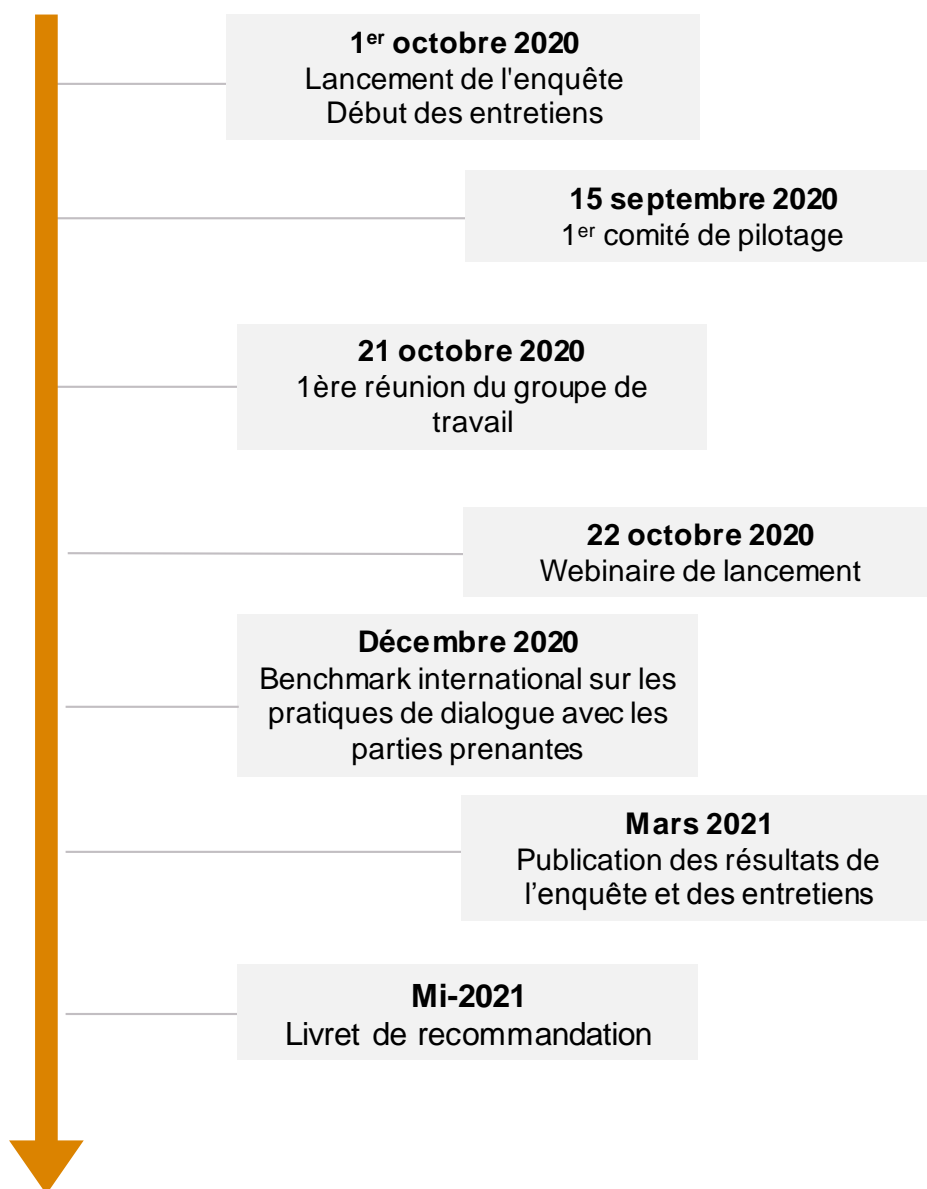 1er octobre 2020
Lancement de l'enquête
Début des entretiens
15 septembre 2020
1er comité de pilotage
21 octobre 2020
1ère réunion du groupe de
travail
22 octobre 2020
Webinaire de lancement
Décembre 2020
Benchmark international sur les
pratiques de dialogue avec les
parties prenantes
Mars 2021
Publication des résultats de
l’enquête et des entretiens
Mi-2021
Livret de recommandation